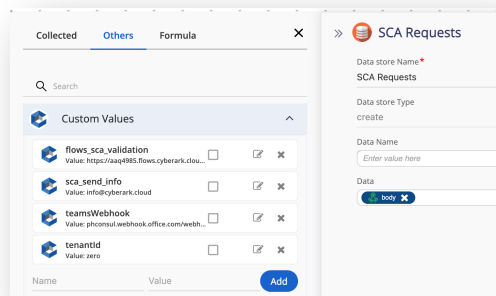 Collected Others Formula
Search
Custom Values
flows_sca_validation
Value: https://aaq4985.flows.cyberark.clou...
sca_send_info
Value: info@cyberark.cloud
teamsWebhook
Value: phconsul.webhook.office.com/webh...
tenantId
Value: zero
Name Value Add
SCA Requests
Data store Name*
SCA Requests
Data store Type
create
Data Name
Enter value here
Data
body